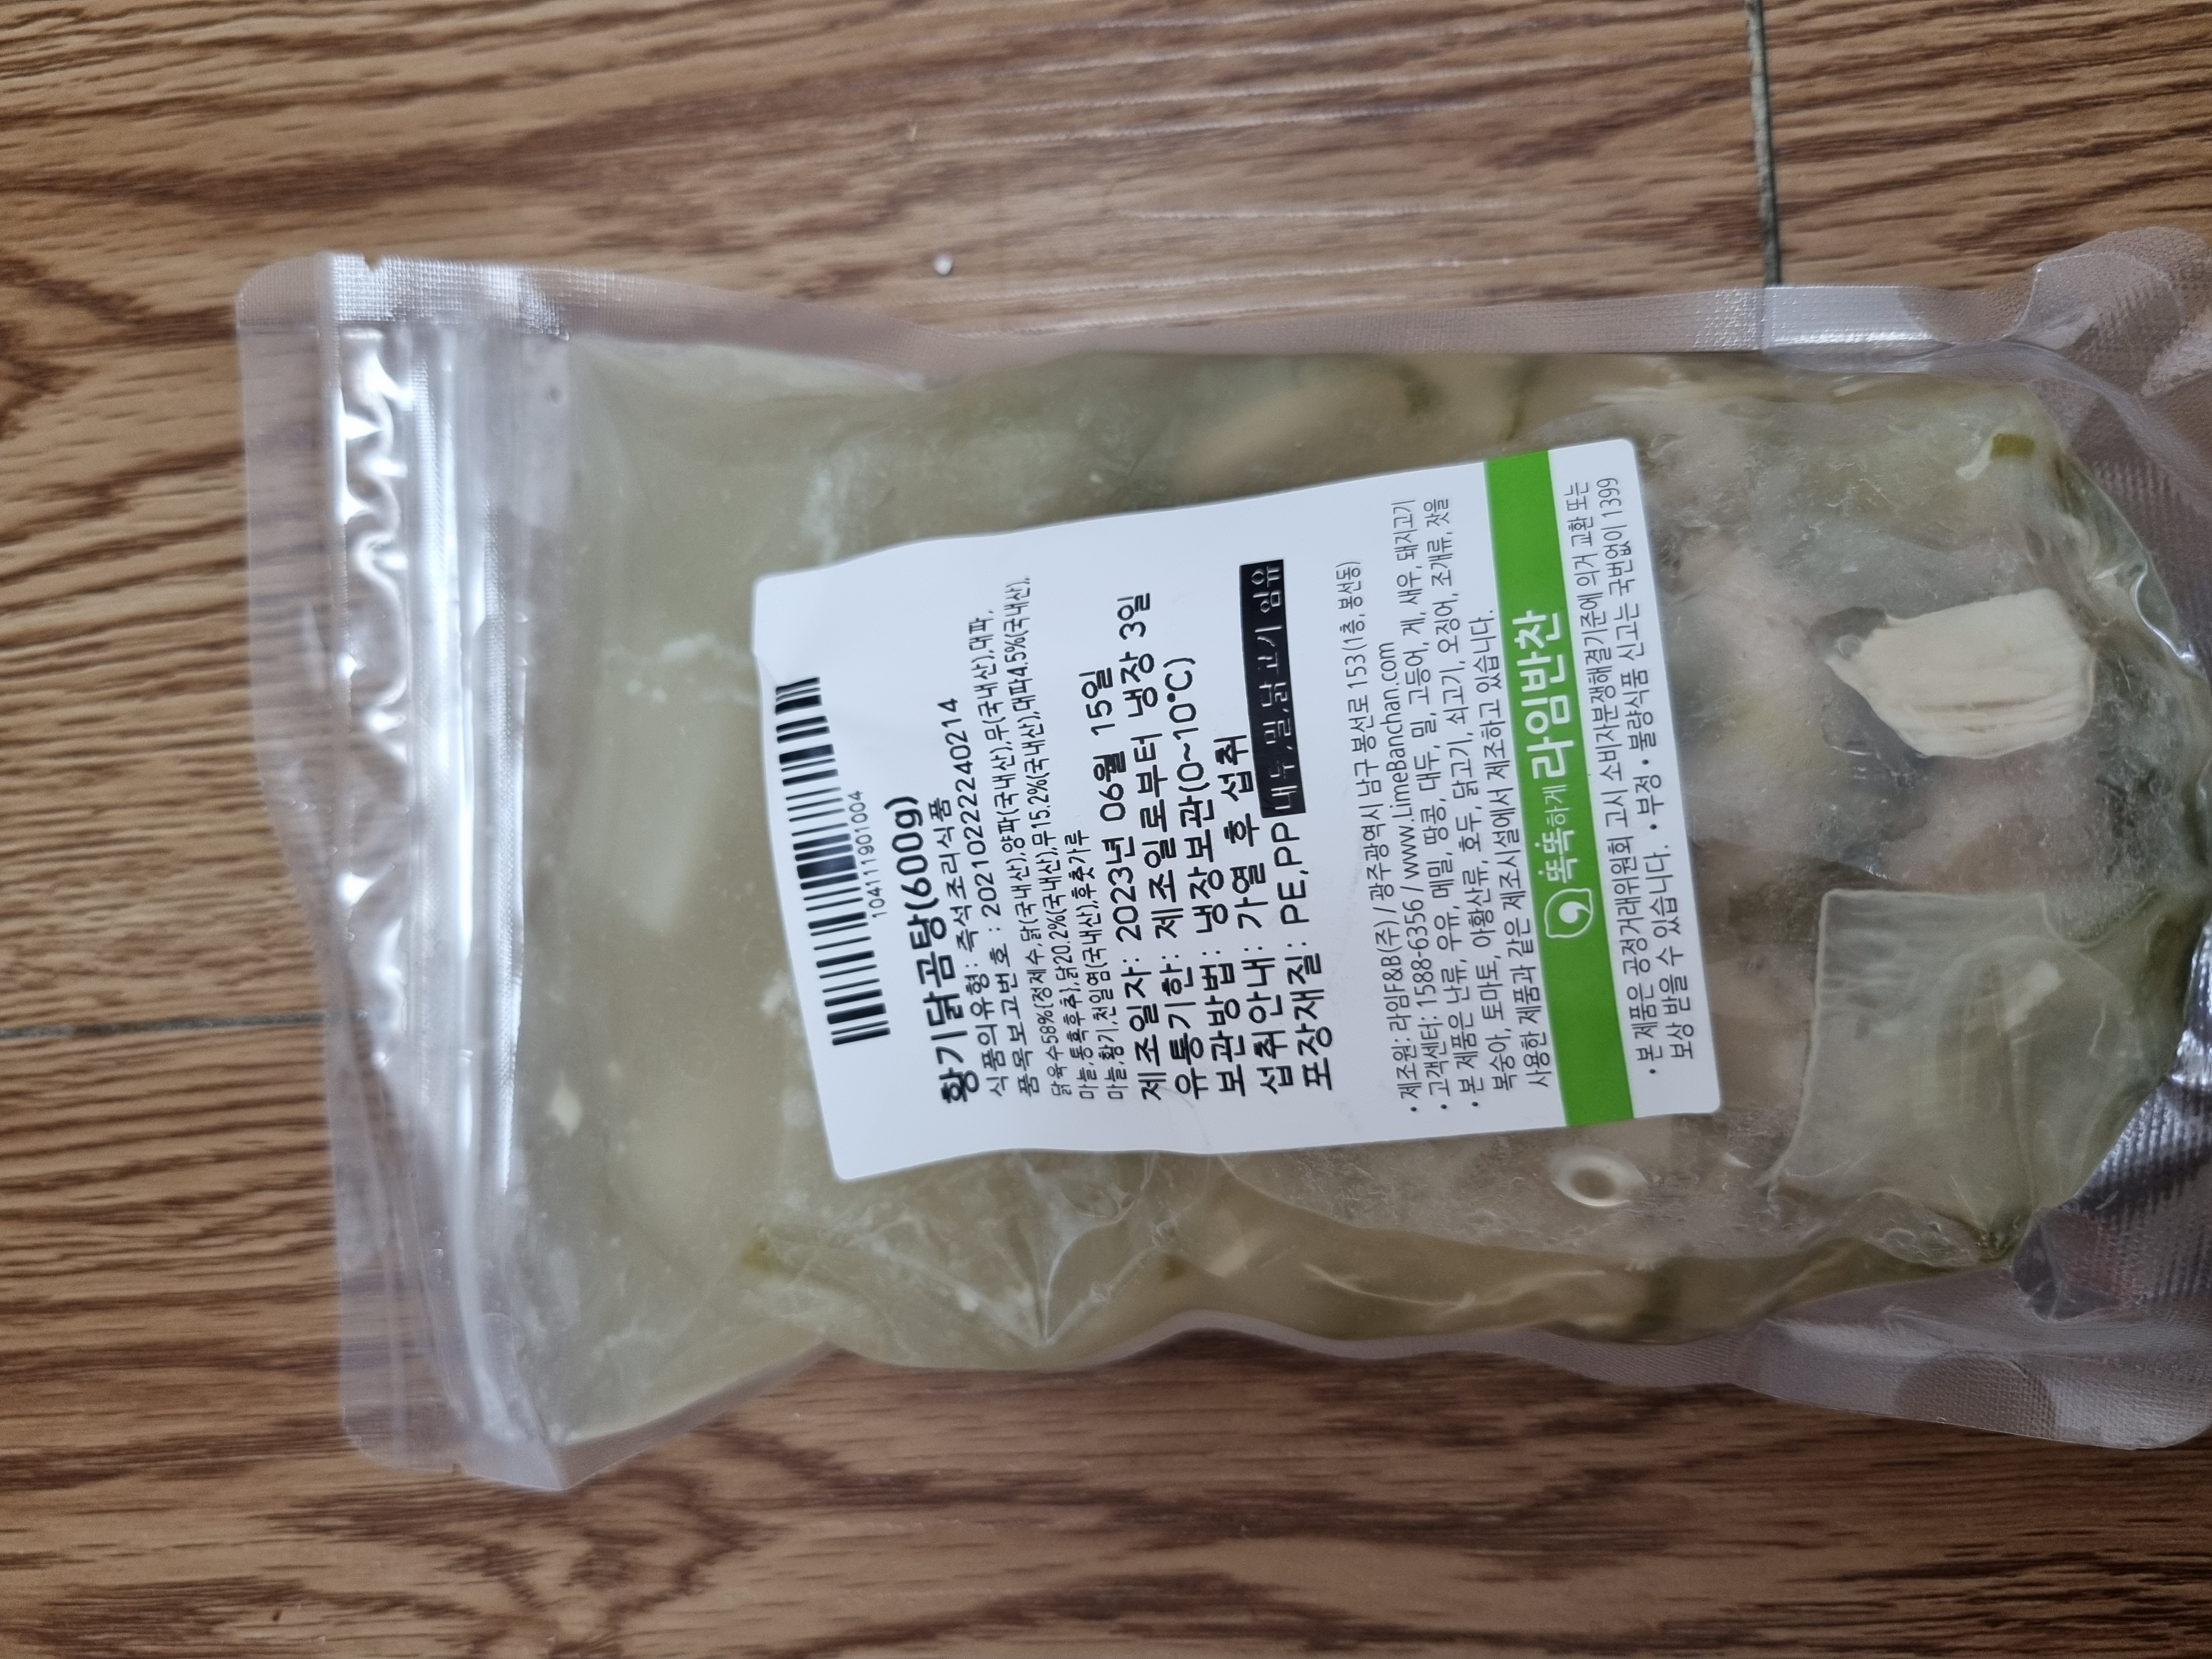 104111901004
황기닭곰탕(600g)
식품의유형: 즉석조리식품
품목보고번호 : 20210222240214
닭육수58%{정제수,닭(국내산),양파(국내산),무(국내산),대파,
마늘,통흑후추},닭20.2%(국내산),무15.2%(국내산),대파4.5%(국내산),
마늘,황기,천일염(국내산),후춧가루
제조일자: 2023년 06월 15일
유통기한: 제조일로부터 냉장 3일
보관방법: 냉장보관(0~10℃)
섭취안내: 가열 후 섭취
포장재질: PE,PP 대두,밀,닭고기 함유
• 제조원: 라임F&B(주) / 광주광역시 남구 봉선로 153(1층, 봉선동)
• 고객센터: 1588-6356 / www.LimeBanchan.com
• 본 제품은 난류, 우유, 메밀, 땅콩, 대두, 밀, 고등어, 게, 새우, 돼지고기
복숭아, 토마토, 아황산류, 호두, 닭고기, 쇠고기, 오징어, 조개류, 잣을
사용한 제품과 같은 제조시설에서 제조하고 있습니다.
똑똑하게 라임반찬
• 본 제품은 공정거래위원회 고시 소비자분쟁해결기준에 의거 교환 또는
보상 받을 수 있습니다. • 부정 • 불량식품 신고는 국번없이 1399